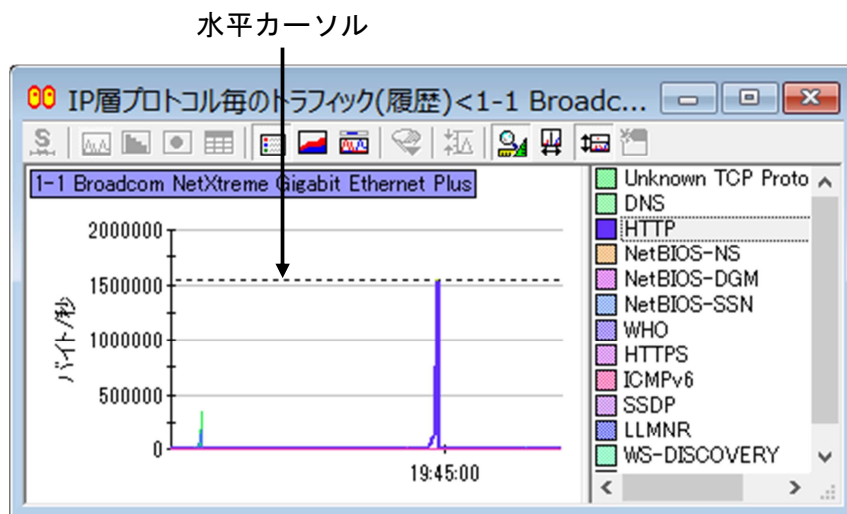 水平カーソル
IP層プロトコル毎のトラフィック(履歴)<1-1 Broadc...
1-1 Broadcom NetXtreme Gigabit Ethernet Plus
バイト/秒
2000000
1500000
1000000
500000
0
19:45:00
Unknown TCP Proto
DNS
HTTP
NetBIOS-NS
NetBIOS-DGM
NetBIOS-SSN
WHO
HTTPS
ICMPv6
SSDP
LLMNR
WS-DISCOVERY